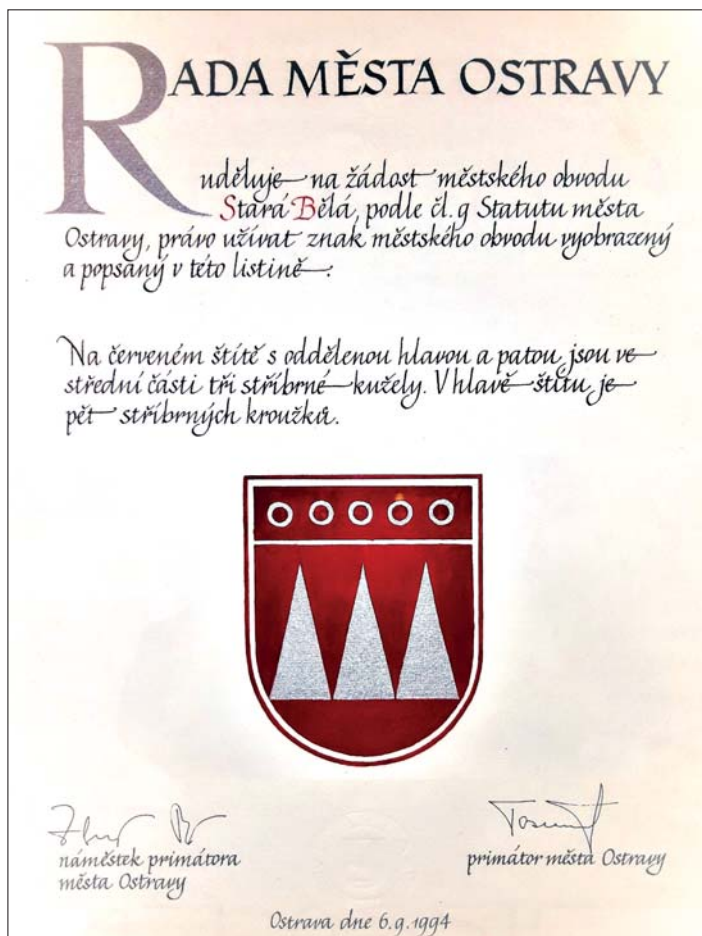 RADA MĚSTA OSTRAVY
uděluje na žádost městského obvodu
Stará Bělá, podle čl. 9 Statutu města
Ostravy, právo užívat znak městského obvodu vyobrazený
a popsaný v této listině:
Na červeném štítě s oddělenou hlavou a patou jsou ve
střední části tři stříbrné kužely. V hlavě štítu je
pět stříbrných kroužků.
náměstek primátora
města Ostravy
primátor města Ostravy
Ostrava dne 6.9.1994